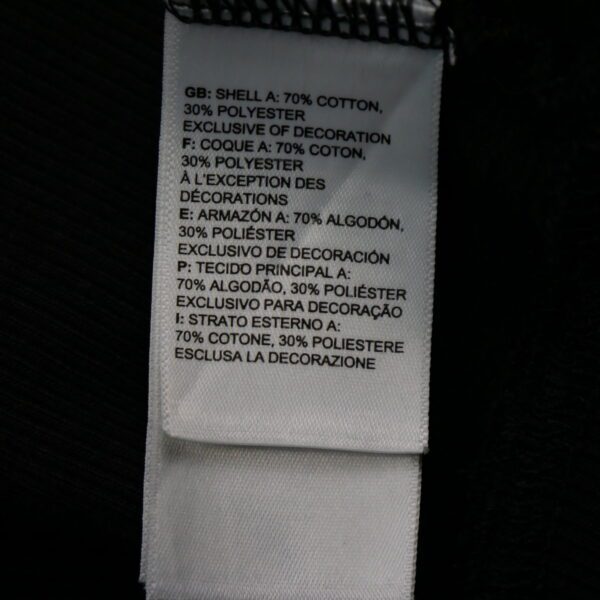 GB: SHELL A: 70% COTTON,
30% POLYESTER
EXCLUSIVE OF DECORATION
F: COQUE A: 70% COTON,
30% POLYESTER
À L'EXCEPTION DES
DÉCORATIONS
E: ARMAZÓN A: 70% ALGODÓN,
30% POLIÉSTER
EXCLUSIVO DE DECORACIÓN
P: TECIDO PRINCIPAL A:
70% ALGODÃO, 30% POLIÉSTER
EXCLUSIVO PARA DECORAÇÃO
I: STRATO ESTERNO A:
70% COTONE, 30% POLIESTERE
ESCLUSA LA DECORAZIONE